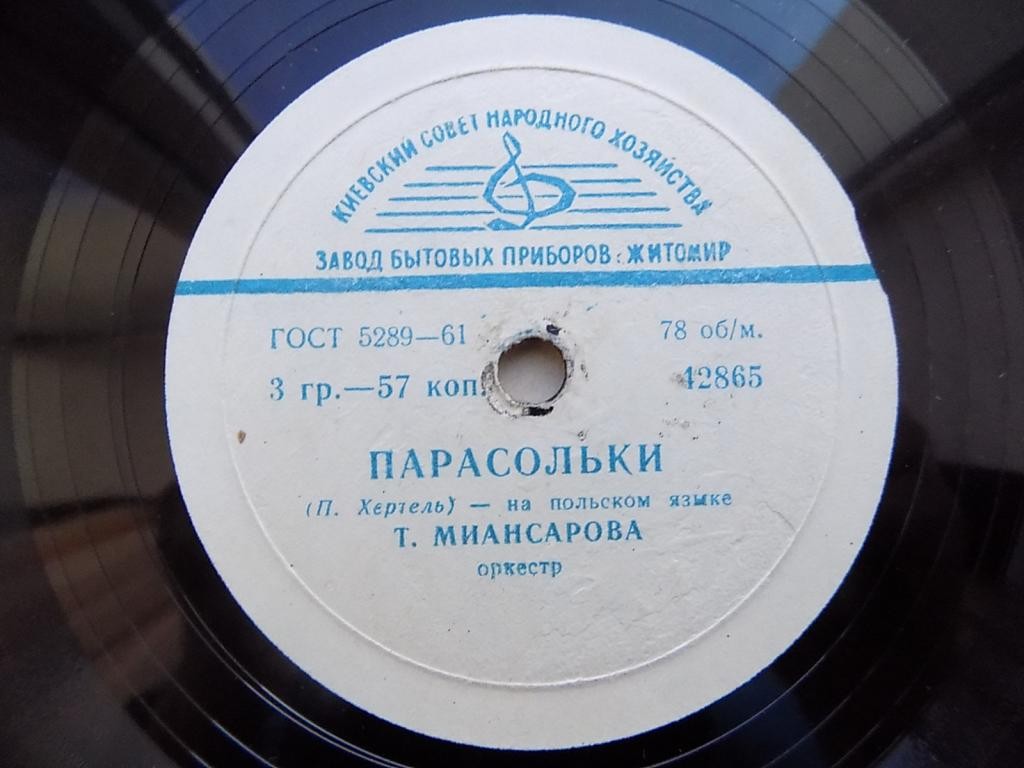 КИЕВСКИЙ СОВЕТ НАРОДНОГО ХОЗЯЙСТВА
ЗАВОД БЫТОВЫХ ПРИБОРОВ: ЖИТОМИР
ГОСТ 5289—61 78 об/м.
3 гр.—57 коп. 42865
ПАРАСОЛЬКИ
(П. Хертель) — на польском языке
Т. МИАНСАРОВА
оркестр